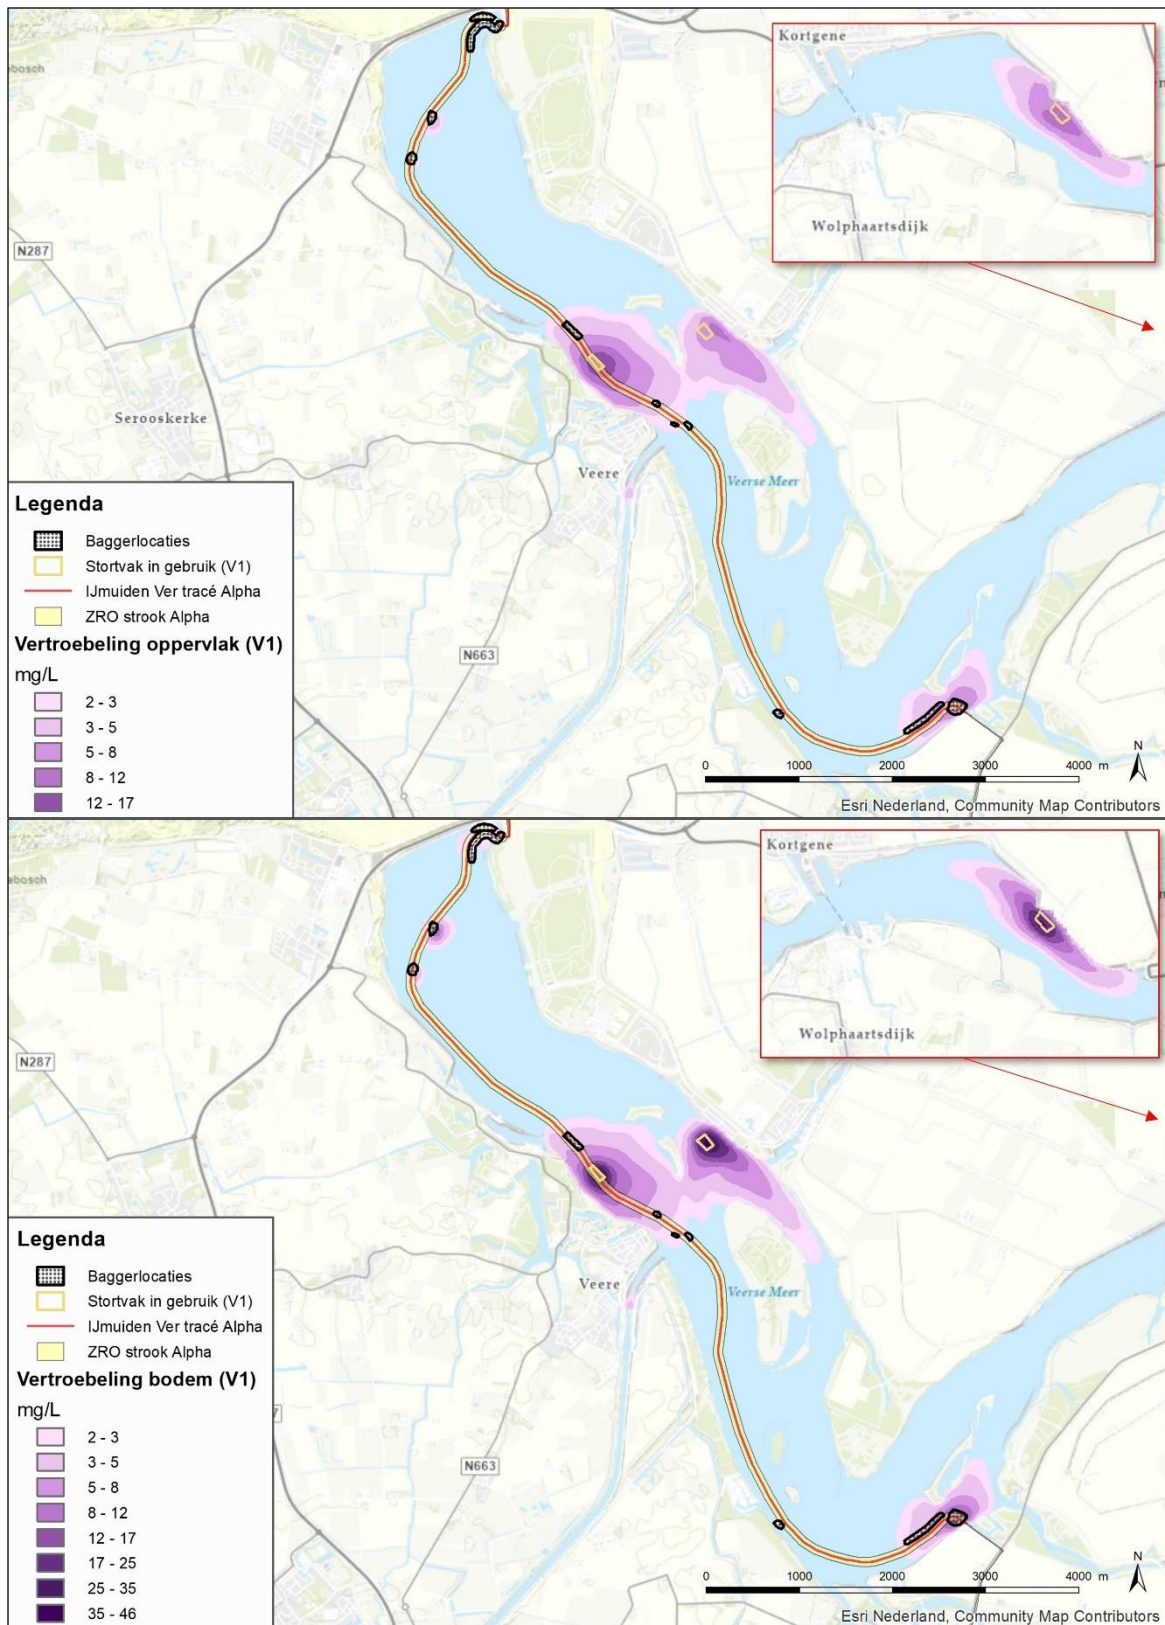 Kortgene
ebosch
Wolphaartsdijk
N287
Serooskerke
Veere
Veerse Meer
Legenda
Baggerlocaties
Stortvak in gebruik (V1)
IJmuiden Ver tracé Alpha
ZRO strook Alpha
Vertroebeling oppervlak (V1)
mg/L
2 - 3
3 - 5
5 - 8
8 - 12
12 - 17
N663
0 1000 2000 3000 4000 m
N
Esri Nederland, Community Map Contributors
Kortgene
ebosch
Wolphaartsdijk
N287
Veere
Veerse Meer
Legenda
Baggerlocaties
Stortvak in gebruik (V1)
IJmuiden Ver tracé Alpha
ZRO strook Alpha
Vertroebeling bodem (V1)
mg/L
2 - 3
3 - 5
5 - 8
8 - 12
12 - 17
17 - 25
25 - 35
35 - 46
N663
0 1000 2000 3000 4000 m
N
Esri Nederland, Community Map Contributors